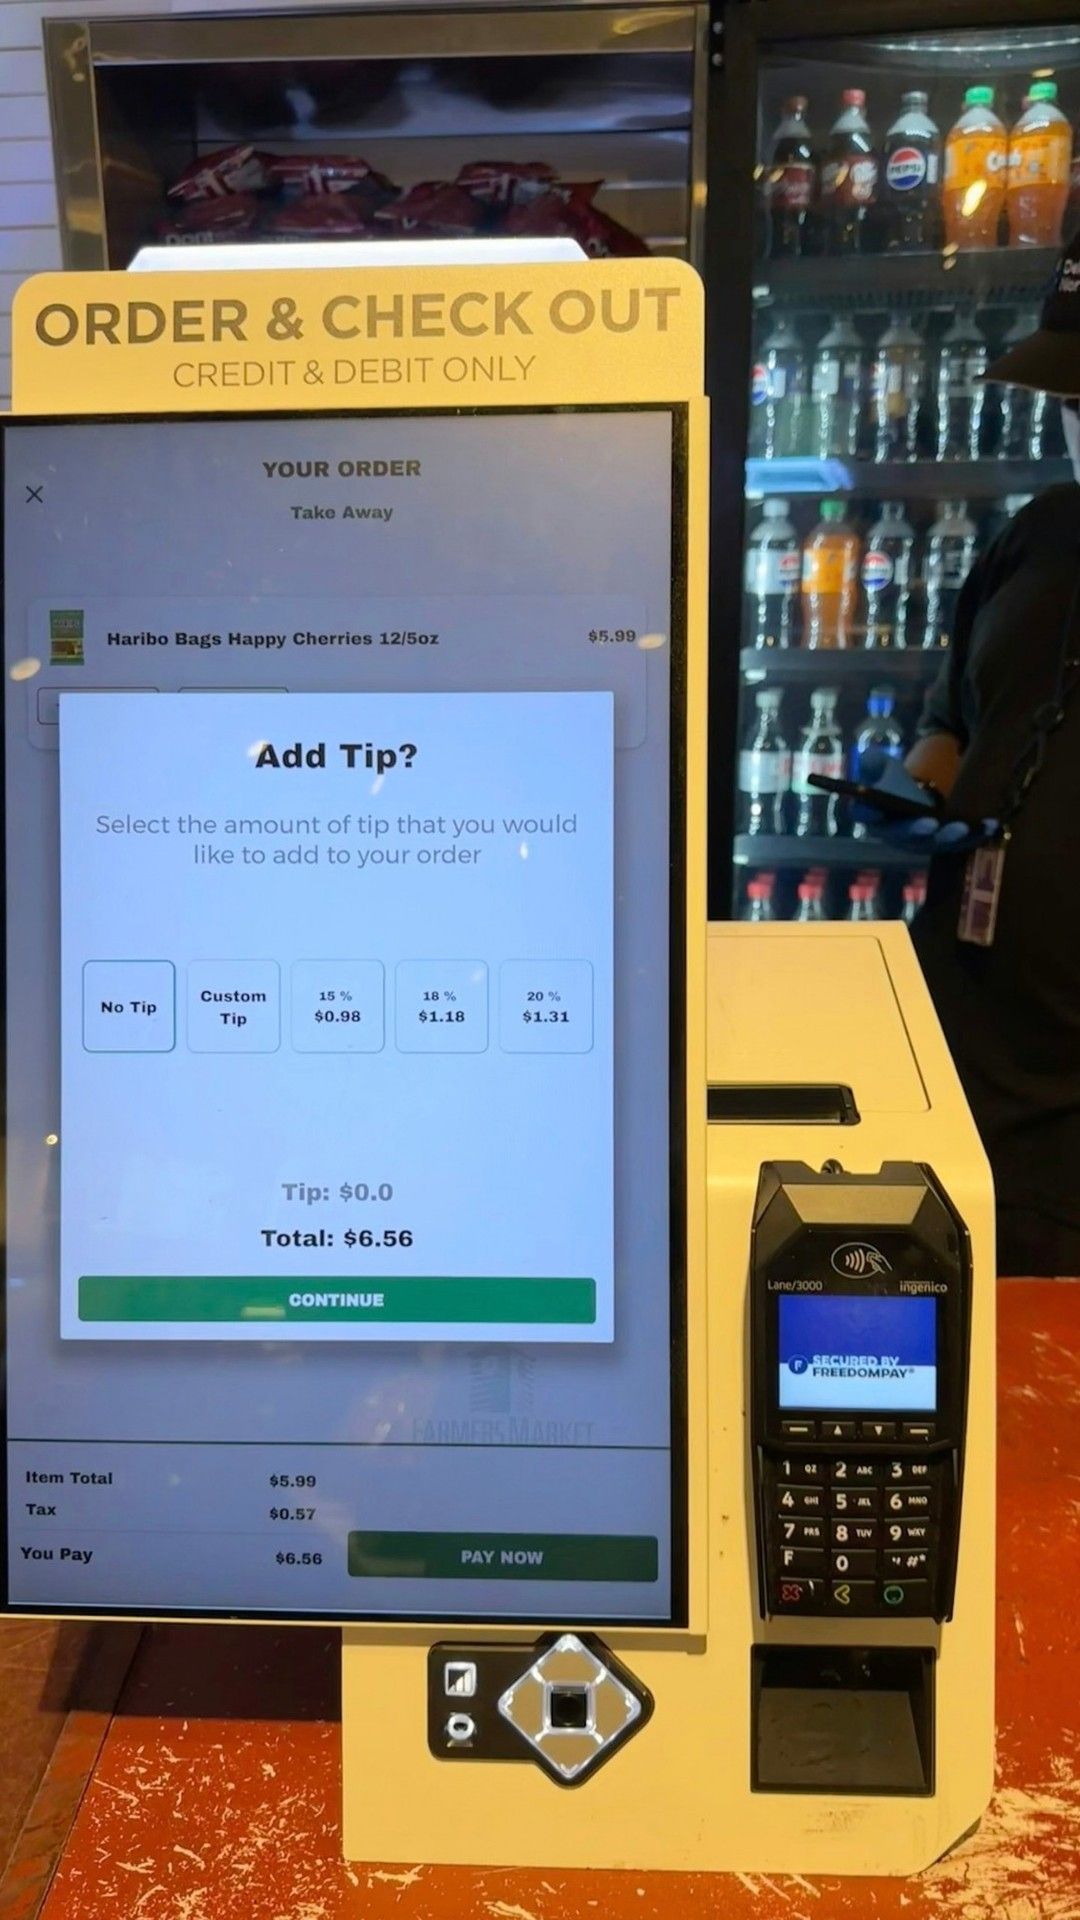 ORDER & CHECK OUT
CREDIT & DEBIT ONLY
YOUR ORDER
Take Away
Haribo Bags Happy Cherries 12/5oz $5.99
Add Tip?
Select the amount of tip that you would
like to add to your order
No Tip
Custom
Tip
15 %
$0.98
18 %
$1.18
20 %
$1.31
Tip: $0.0
Total: $6.56
CONTINUE
FARMERS MARKET
Item Total $5.99
Tax $0.57
You Pay $6.56
PAY NOW
pepsi
Lane/3000
ingenico
F SECURED BY
FREEDOMPAY®
1 QZ 2 ABC 3 DEF
4 GHI 5 JKL 6 MNO
7 PRS 8 TUV 9 WXY
F 0 #*